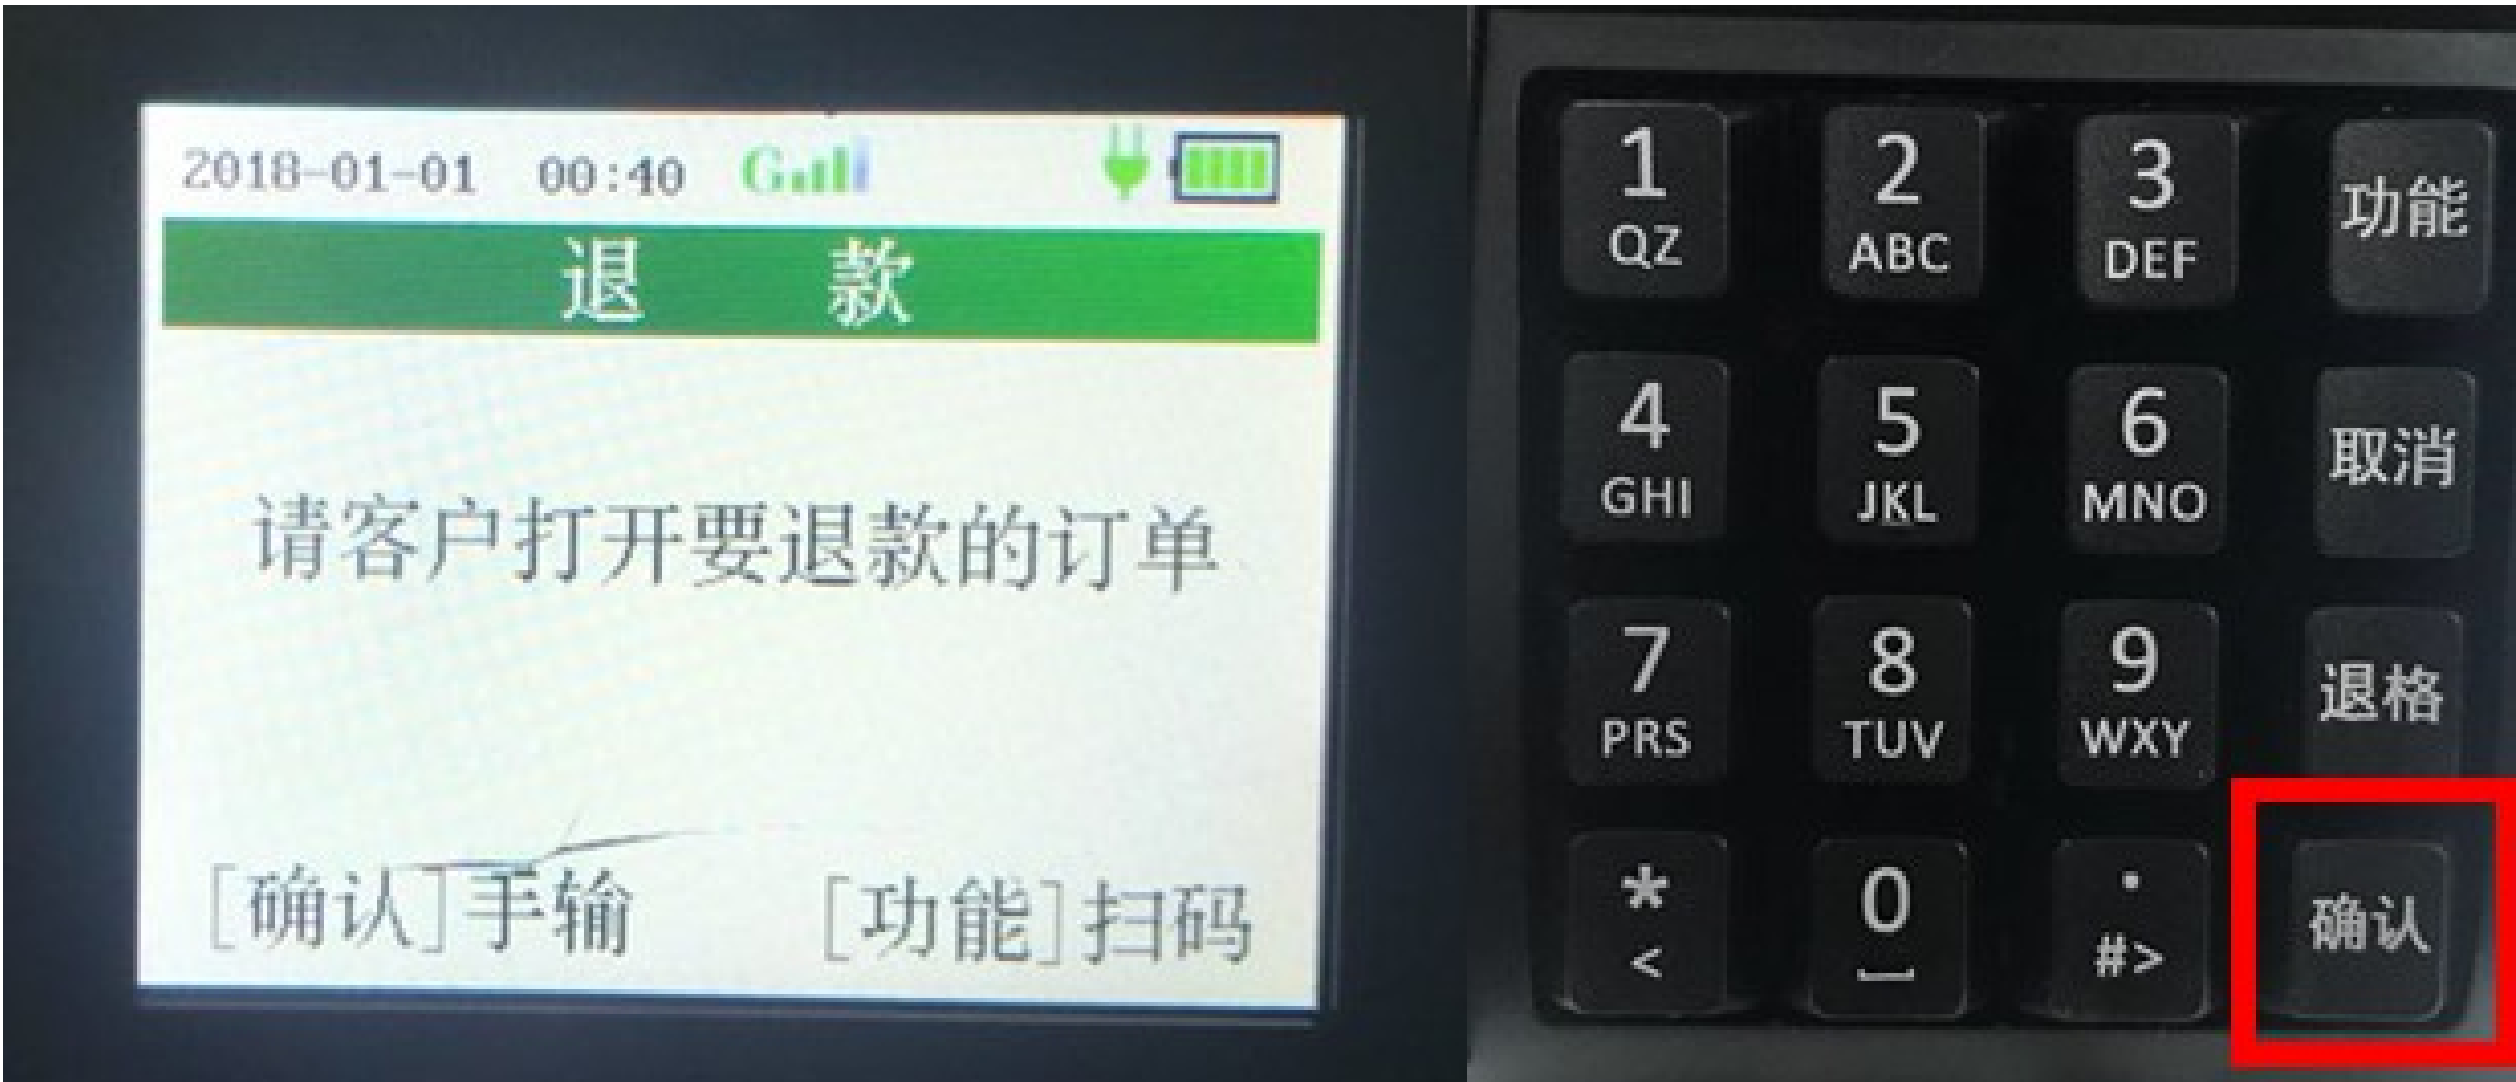 2018-01-01 00:40 G
退 款
请客户打开要退款的订单
[确认]手输 [功能]扫码
1 2 3 功能
QZ ABC DEF
4 5 6 取消
GHI JKL MNO
7 8 9 退格
PRS TUV WXY
* 0 . 确认
< #>